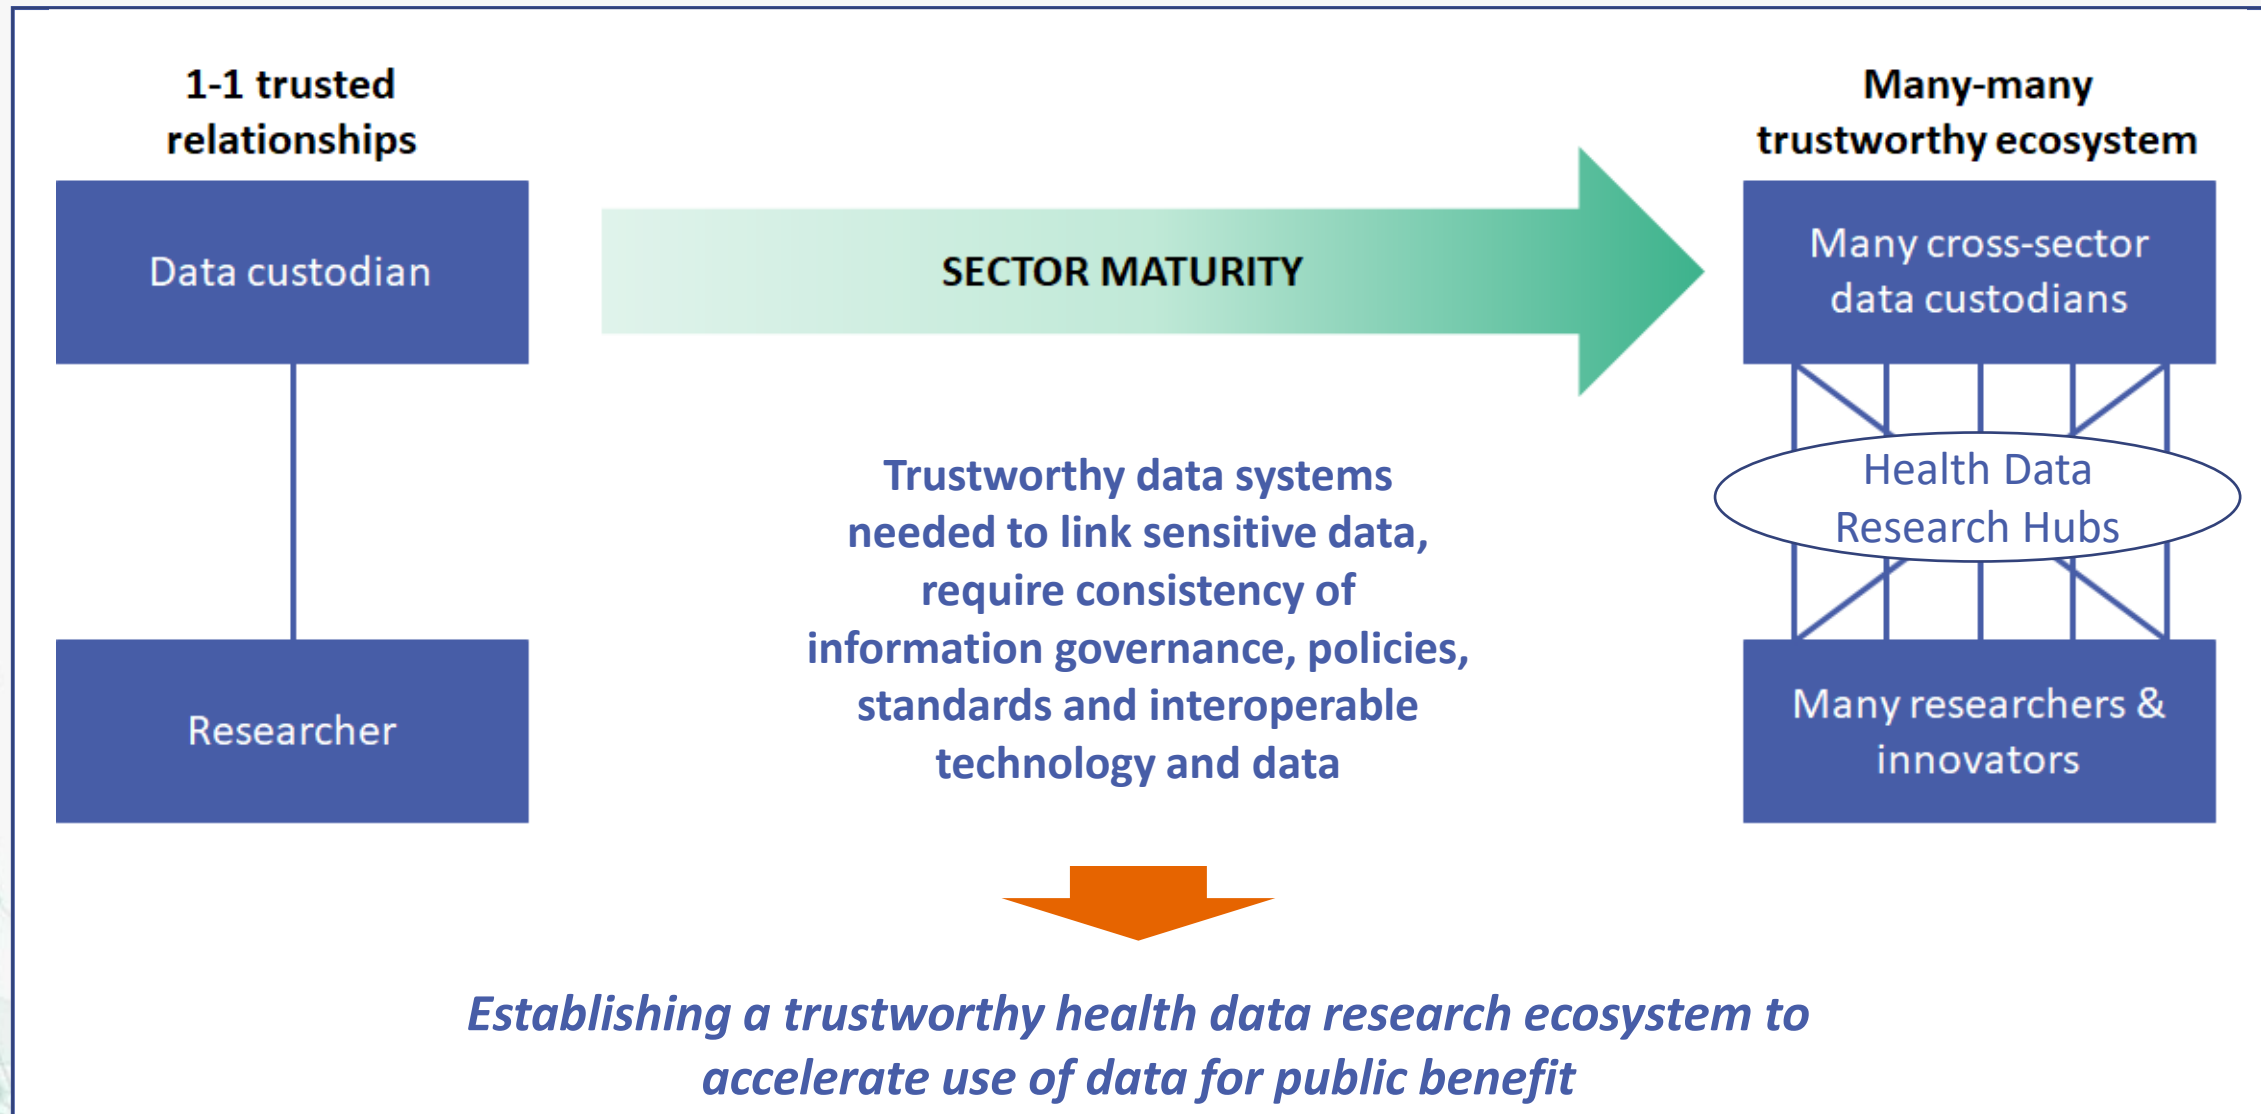 1-1 trusted
relationships
Data custodian
Researcher
SECTOR MATURITY
Trustworthy data systems
needed to link sensitive data,
require consistency of
information governance, policies,
standards and interoperable
technology and data
Many-many
trustworthy ecosystem
Many cross-sector
data custodians
Health Data
Research Hubs
Many researchers &
innovators
Establishing a trustworthy health data research ecosystem to
accelerate use of data for public benefit